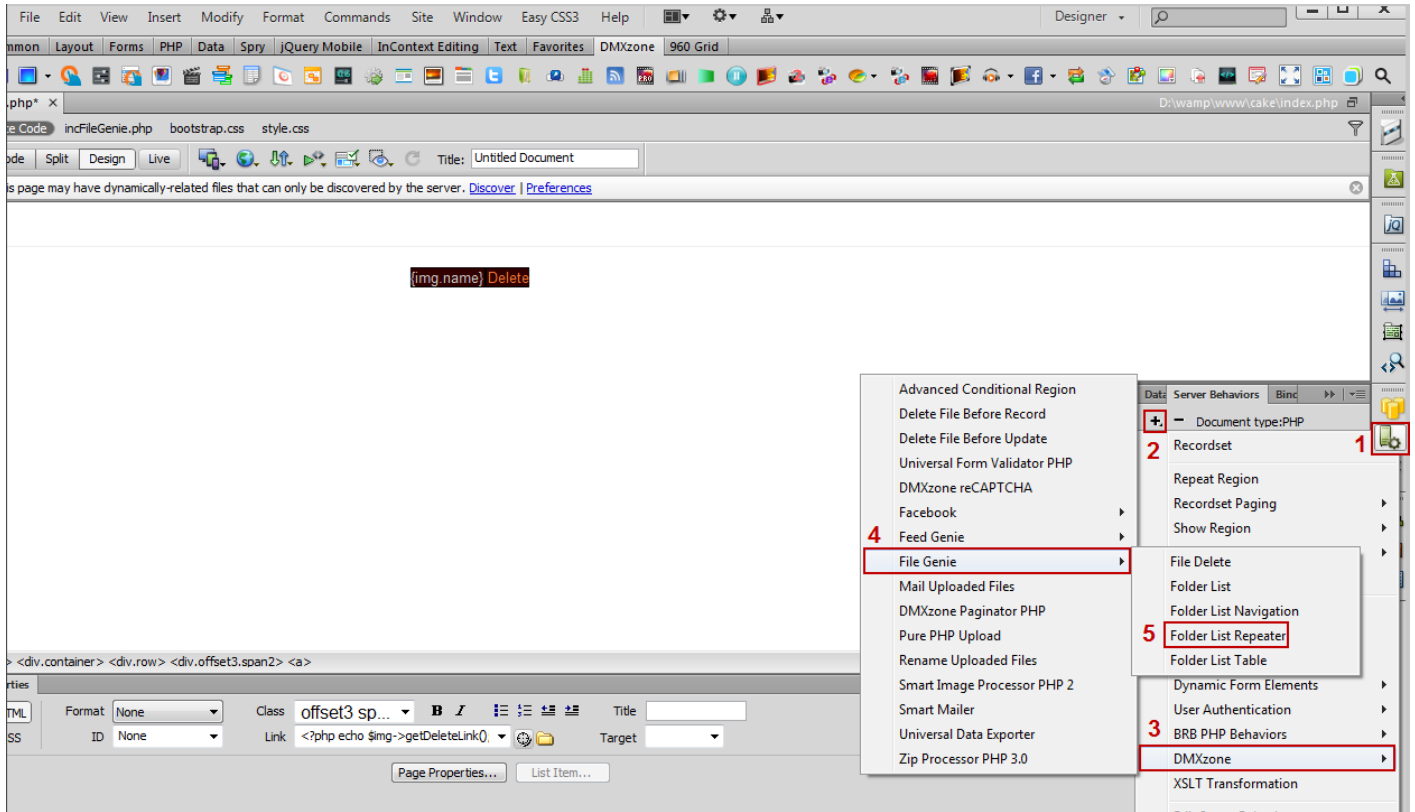 File Edit View Insert Modify Format Commands Site Window Easy CSS3 Help Designer
mmon Layout Forms PHP Data Spry jQuery Mobile InContext Editing Text Favorites DMXzone 960 Grid
.php* D:\wamp\www\cake\index.php
ce Code incFileGenie.php bootstrap.css style.css
ode Split Design Live Title: Untitled Document
is page may have dynamically-related files that can only be discovered by the server. Discover | Preferences
{img.name} Delete
Data Server Behaviors Bind
Document type:PHP
1
2
Recordset
Repeat Region
Recordset Paging
Show Region
Advanced Conditional Region
Delete File Before Record
Delete File Before Update
Universal Form Validator PHP
DMXzone reCAPTCHA
Facebook
4
Feed Genie
File Genie
Mail Uploaded Files
DMXzone Paginator PHP
Pure PHP Upload
Rename Uploaded Files
Smart Image Processor PHP 2
Smart Mailer
Universal Data Exporter
Zip Processor PHP 3.0
File Delete
Folder List
Folder List Navigation
5 Folder List Repeater
Folder List Table
Dynamic Form Elements
User Authentication
3 BRB PHP Behaviors
DMXzone
XSLT Transformation
> <div.container> <div.row> <div.offset3.span2> <a>
rties
TML Format None Class offset3 sp... B I Title
SS ID None Link <?php echo $img->getDeleteLink(), Target
Page Properties... List Item...